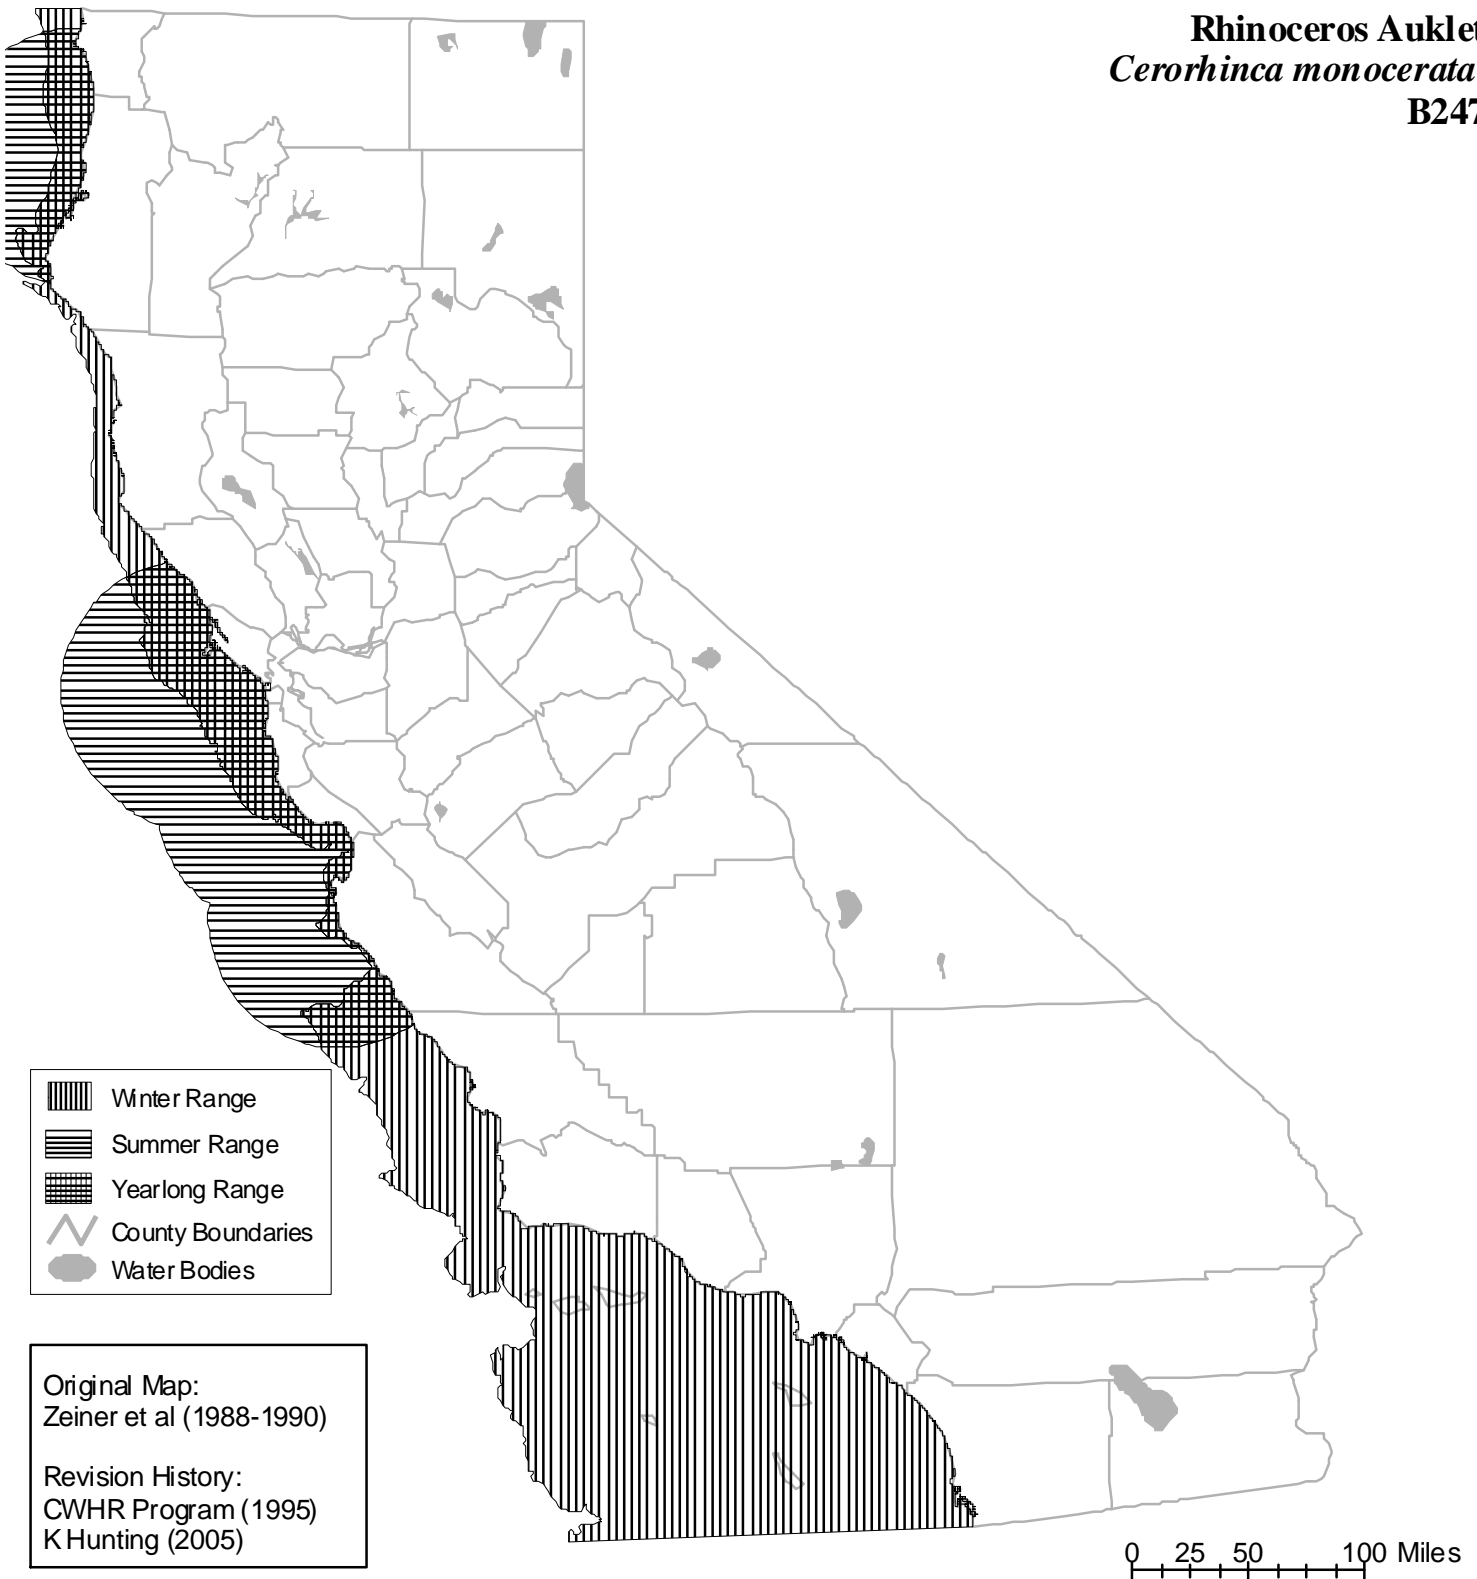 Rhinoceros Auklet
Cerorhinca monocerata
B247
Winter Range
Summer Range
Yearlong Range
County Boundaries
Water Bodies
Original Map:
Zeiner et al (1988-1990)
Revision History:
CWHR Program (1995)
K Hunting (2005)
0 25 50 100 Miles